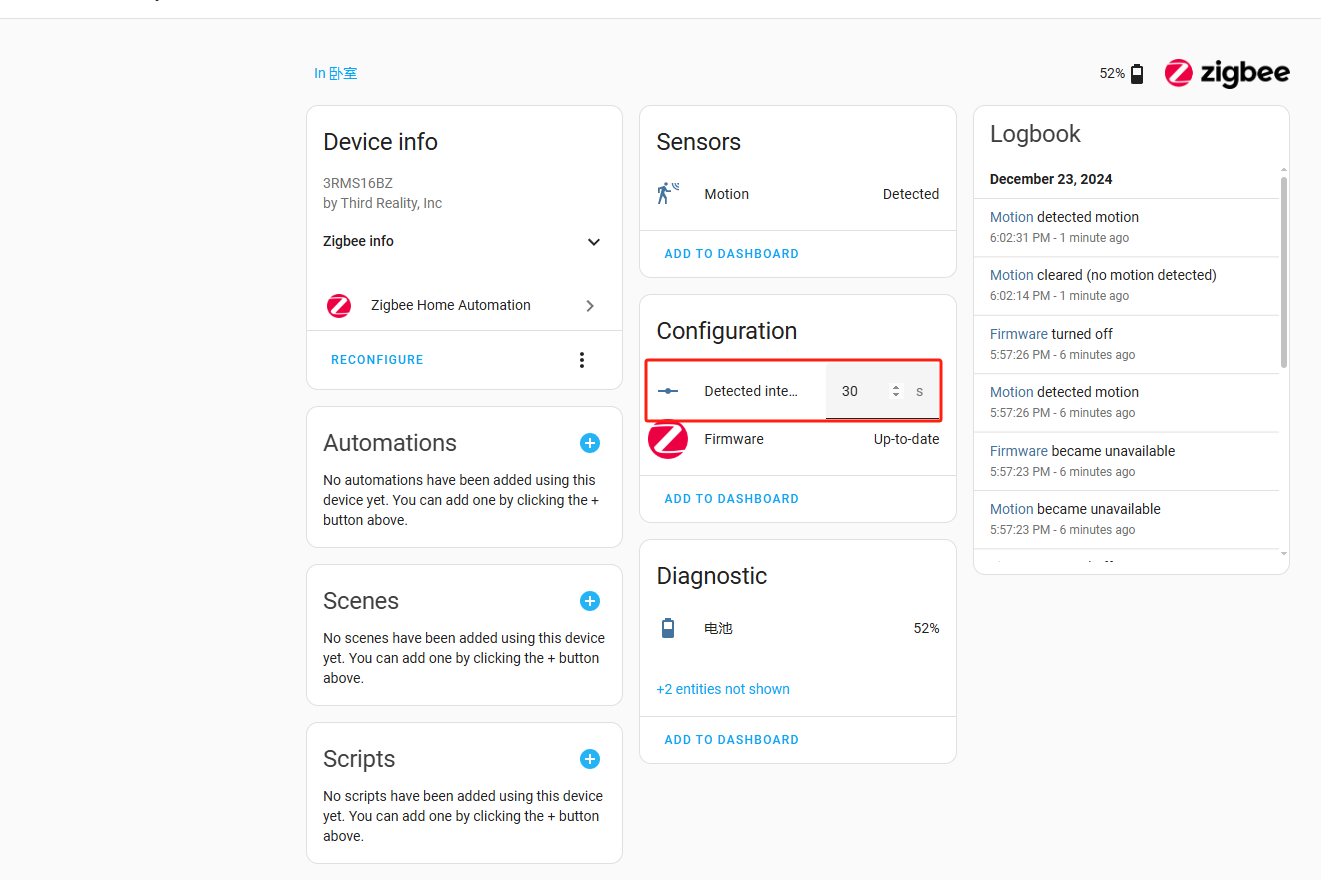 In 卧室
52%
zigbee
Device info
3RMS16BZ
by Third Reality, Inc
Zigbee info
Zigbee Home Automation
RECONFIGURE
Automations
No automations have been added using this
device yet. You can add one by clicking the +
button above.
Scenes
No scenes have been added using this device
yet. You can add one by clicking the + button
above.
Scripts
No scripts have been added using this device
yet. You can add one by clicking the + button
above.
Sensors
Motion Detected
ADD TO DASHBOARD
Configuration
Detected inte... 30 s
Firmware Up-to-date
ADD TO DASHBOARD
Diagnostic
电池 52%
+2 entities not shown
ADD TO DASHBOARD
Logbook
December 23, 2024
Motion detected motion
6:02:31 PM - 1 minute ago
Motion cleared (no motion detected)
6:02:14 PM - 1 minute ago
Firmware turned off
5:57:26 PM - 6 minutes ago
Motion detected motion
5:57:26 PM - 6 minutes ago
Firmware became unavailable
5:57:23 PM - 6 minutes ago
Motion became unavailable
5:57:23 PM - 6 minutes ago